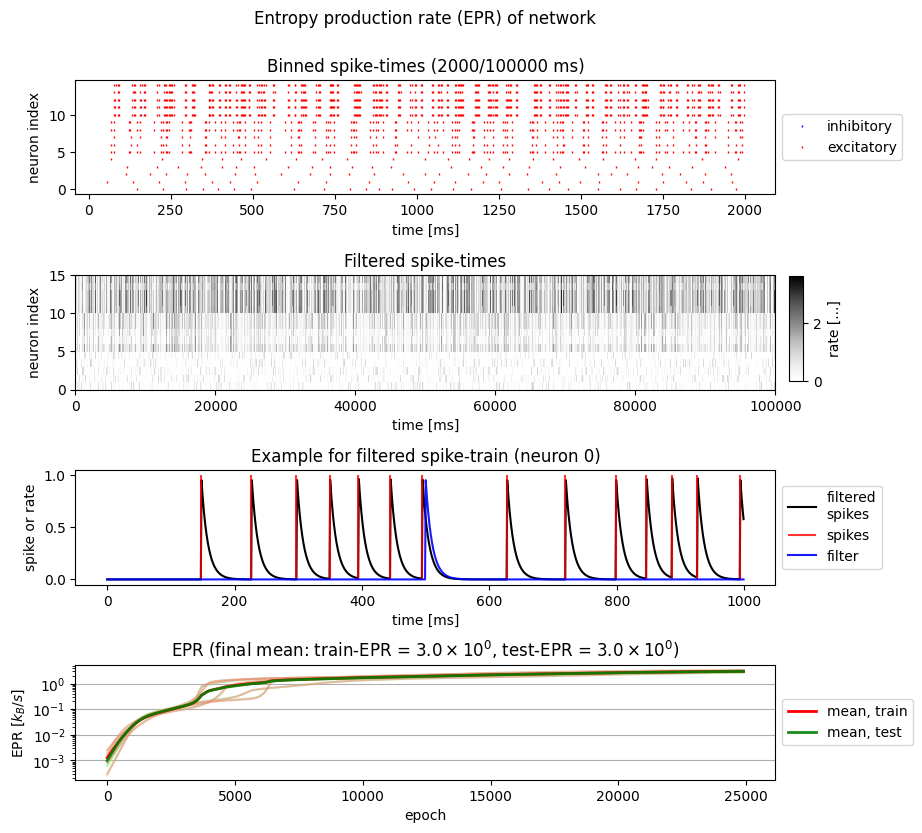 Entropy production rate (EPR) of network
Binned spike-times (2000/100000 ms)
neuron index
10
5
0
0 250 500 750 1000 1250 1500 1750 2000
time [ms]
inhibitory
excitatory
Filtered spike-times
neuron index
15
10
5
0
0 20000 40000 60000 80000 100000
time [ms]
2
0
rate [...]
Example for filtered spike-train (neuron 0)
spike or rate
1.0
0.5
0.0
0 200 400 600 800 1000
time [ms]
filtered
spikes
spikes
filter
EPR (final mean: train-EPR = 3.0 × 10⁰, test-EPR = 3.0 × 10⁰)
EPR [k_B/s]
10⁰
10⁻¹
10⁻²
10⁻³
0 5000 10000 15000 20000 25000
epoch
mean, train
mean, test